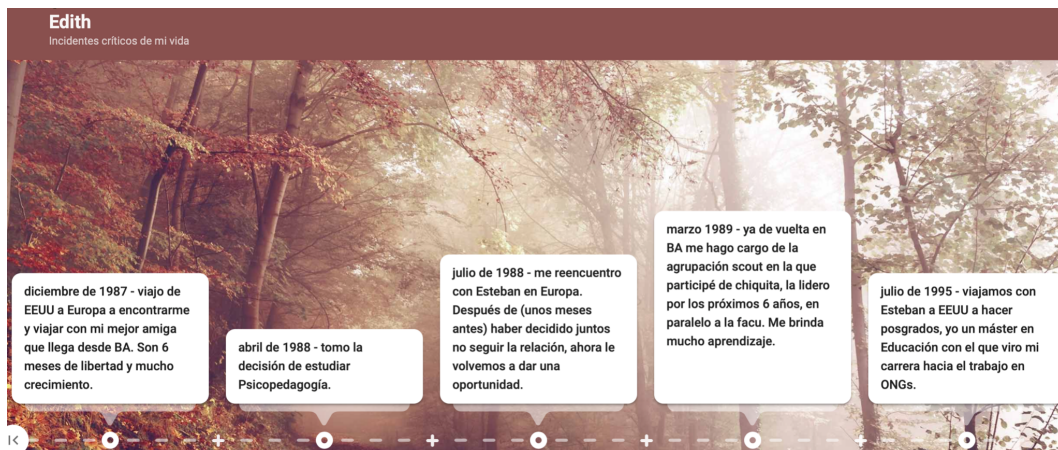 Edith
Incidentes críticos de mi vida
diciembre de 1987 - viajo de
EEUU a Europa a encontrarme
y viajar con mi mejor amiga
que llega desde BA. Son 6
meses de libertad y mucho
crecimiento.
abril de 1988 - tomo la
decisión de estudiar
Psicopedagogía.
julio de 1988 - me reencuentro
con Esteban en Europa.
Después de (unos meses
antes) haber decidido juntos
no seguir la relación, ahora le
volvemos a dar una
oportunidad.
marzo 1989 - ya de vuelta en
BA me hago cargo de la
agrupación scout en la que
participé de chiquita, la lidero
por los próximos 6 años, en
paralelo a la facu. Me brinda
mucho aprendizaje.
julio de 1995 - viajamos con
Esteban a EEUU a hacer
posgrados, yo un máster en
Educación con el que viro mi
carrera hacia el trabajo en
ONGs.